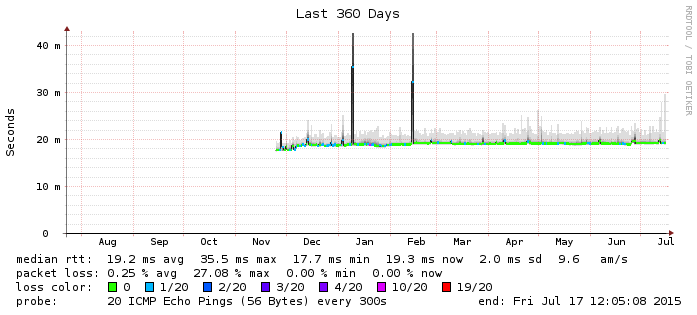 Last 360 Days
RRDTOOL / TOBI OETIKER
Seconds
40 m
30 m
20 m
10 m
0
Aug Sep Oct Nov Dec Jan Feb Mar Apr May Jun Jul
median rtt: 19.2 ms avg 35.5 ms max 17.7 ms min 19.3 ms now 2.0 ms sd 9.6 am/s
packet loss: 0.25 % avg 27.08 % max 0.00 % min 0.00 % now
loss color: 0 1/20 2/20 3/20 4/20 10/20 19/20
probe: 20 ICMP Echo Pings (56 Bytes) every 300s end: Fri Jul 17 12:05:08 2015